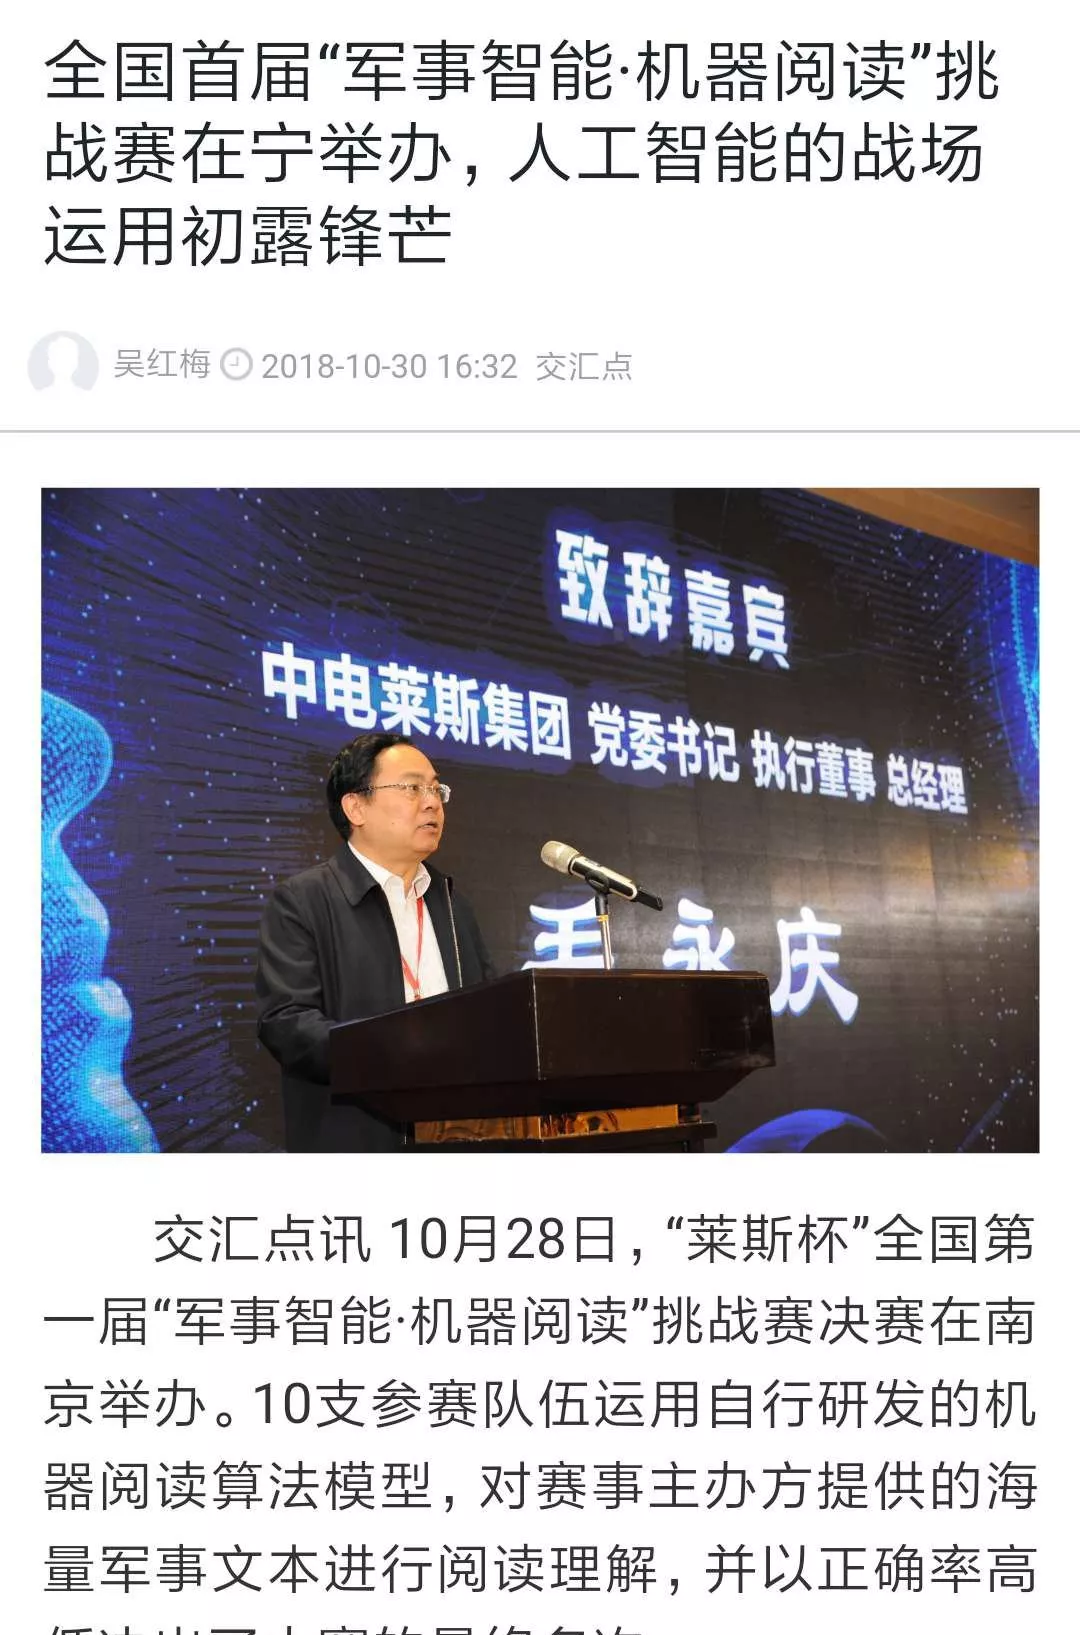 全国首届“军事智能·机器阅读”挑
战赛在宁举办，人工智能的战场
运用初露锋芒
吴红梅 2018-10-30 16:32 交汇点
致辞嘉宾
中电莱斯集团 党委书记 执行董事 总经理
毛永庆
交汇点讯 10月28日，“莱斯杯”全国第
一届“军事智能·机器阅读”挑战赛决赛在南
京举办。10支参赛队伍运用自行研发的机
器阅读算法模型，对赛事主办方提供的海
量军事文本进行阅读理解，并以正确率高